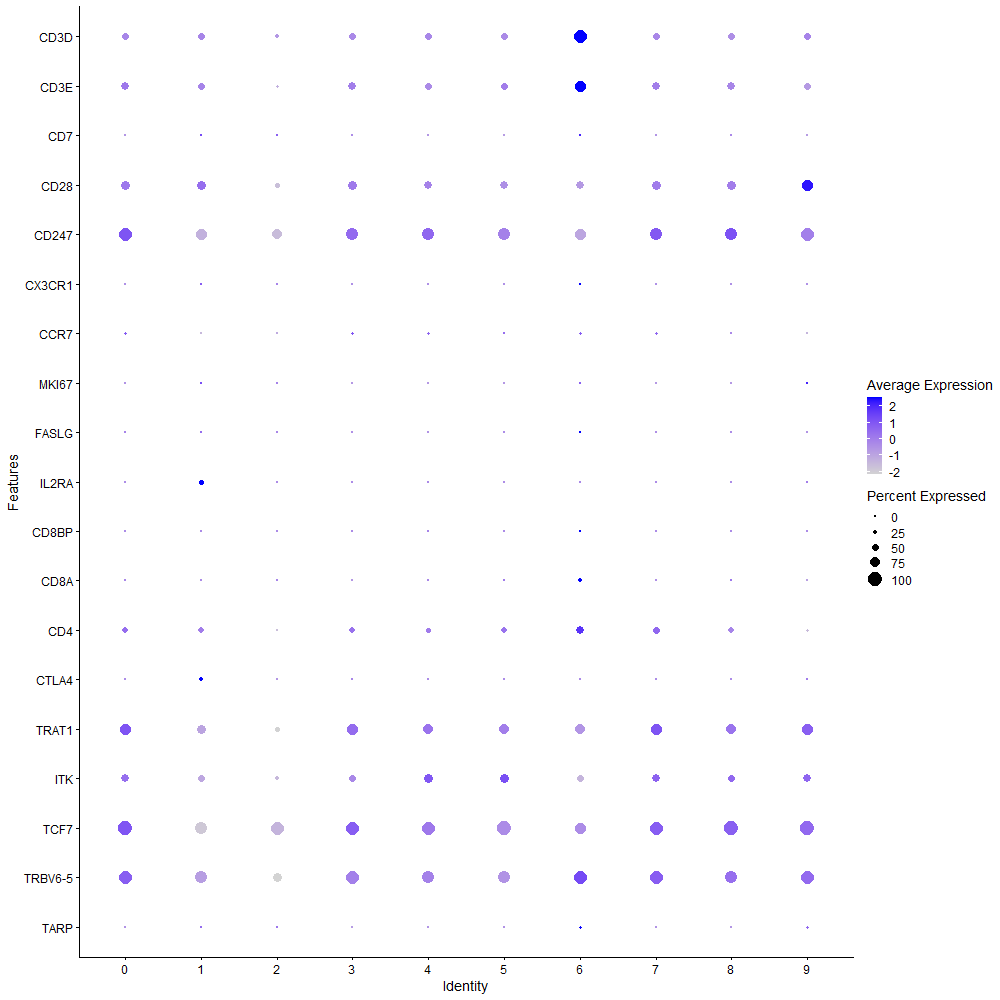 CD3D
CD3E
CD7
CD28
CD247
CX3CR1
CCR7
MKI67
FASLG
IL2RA
CD8BP
CD8A
CD4
CTLA4
TRAT1
ITK
TCF7
TRBV6-5
TARP
Features
0 1 2 3 4 5 6 7 8 9
Identity
Average Expression
2
1
0
-1
-2
Percent Expressed
0
25
50
75
100